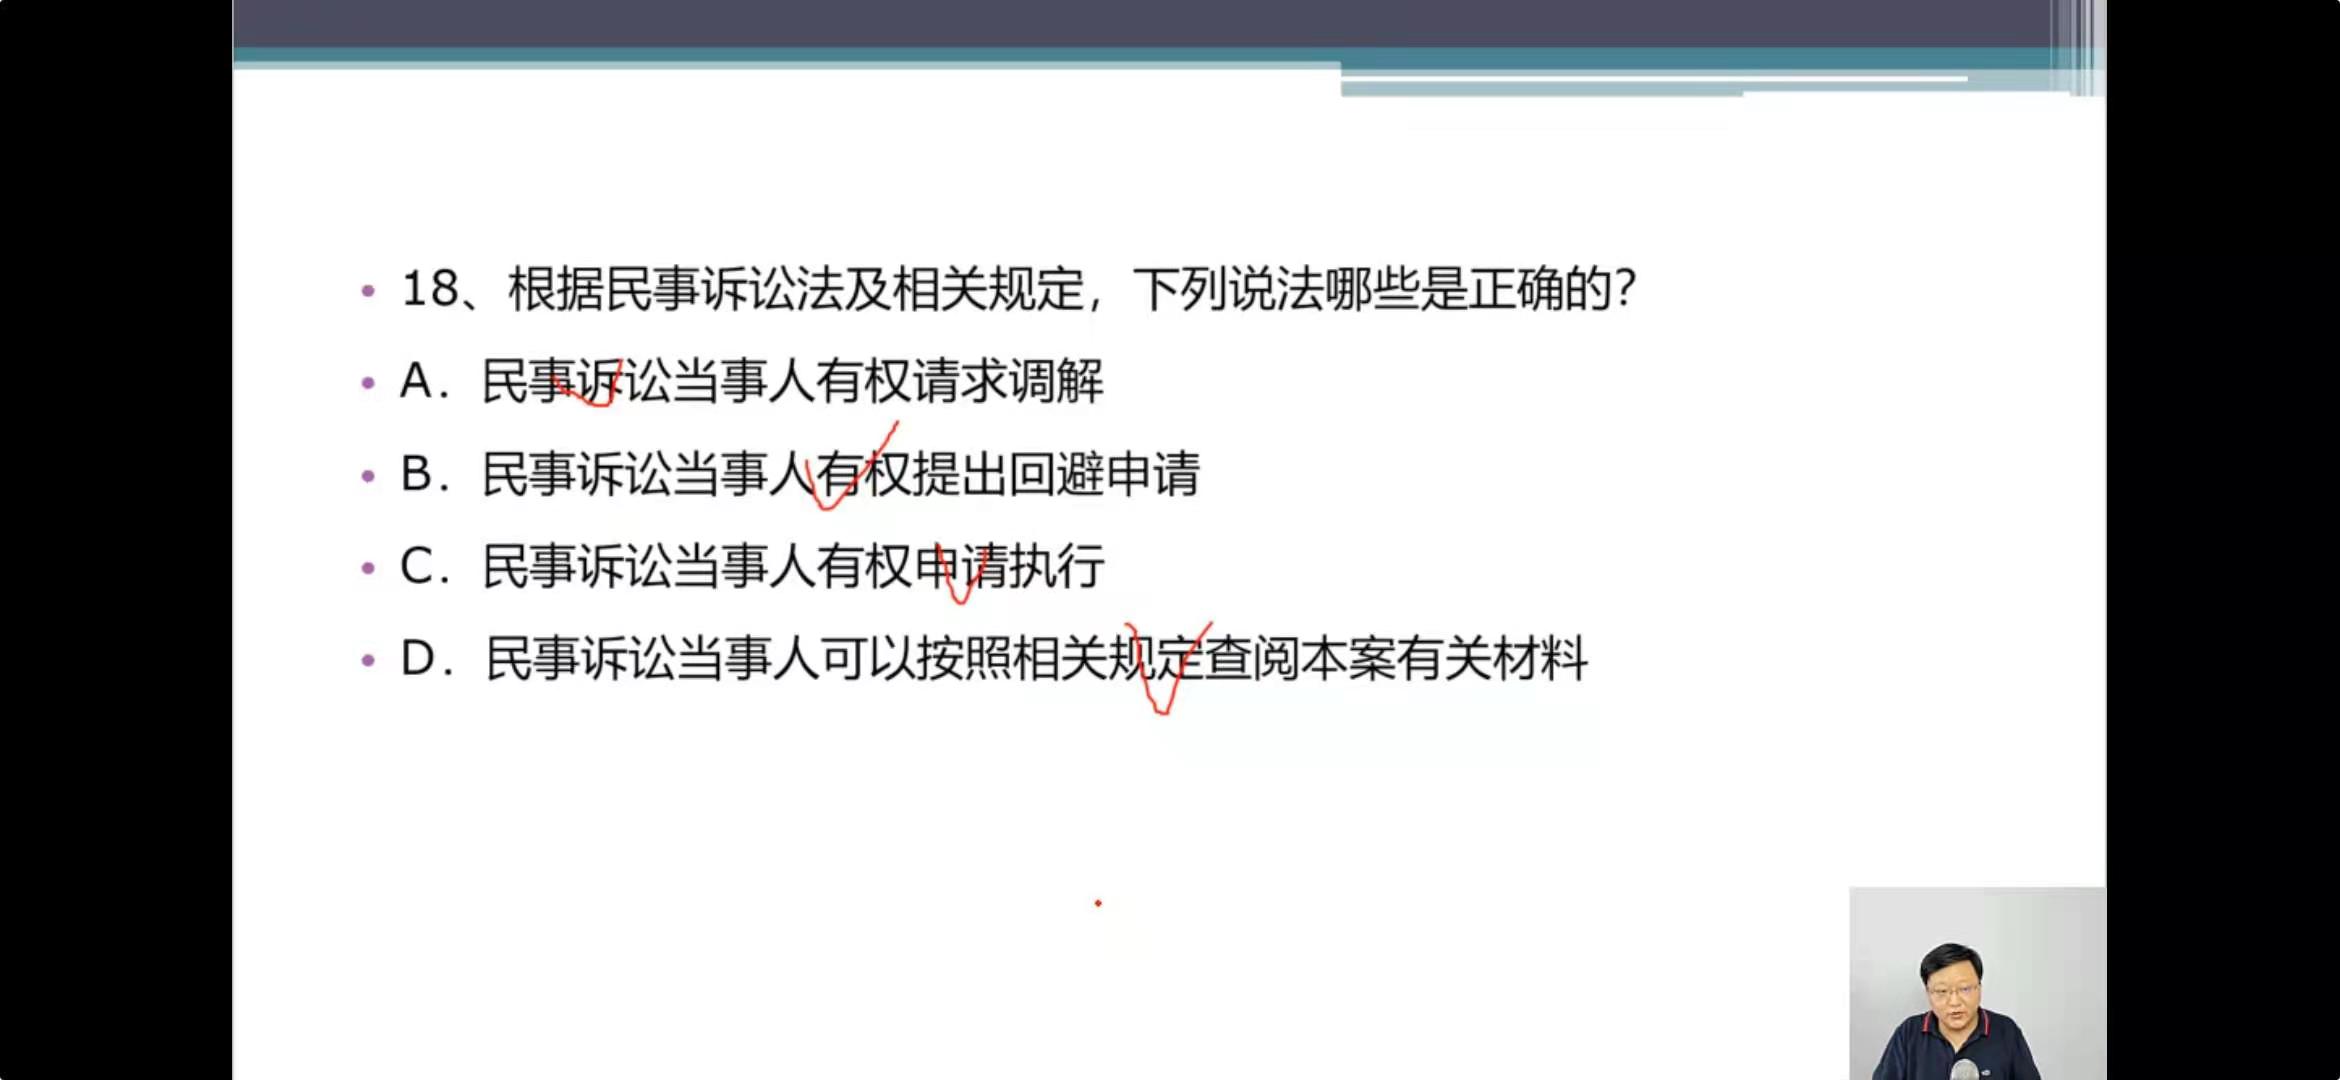 18、根据民事诉讼法及相关规定，下列说法哪些是正确的？
A．民事诉讼当事人有权请求调解
B．民事诉讼当事人有权提出回避申请
C．民事诉讼当事人有权申请执行
D．民事诉讼当事人可以按照相关规定查阅本案有关材料